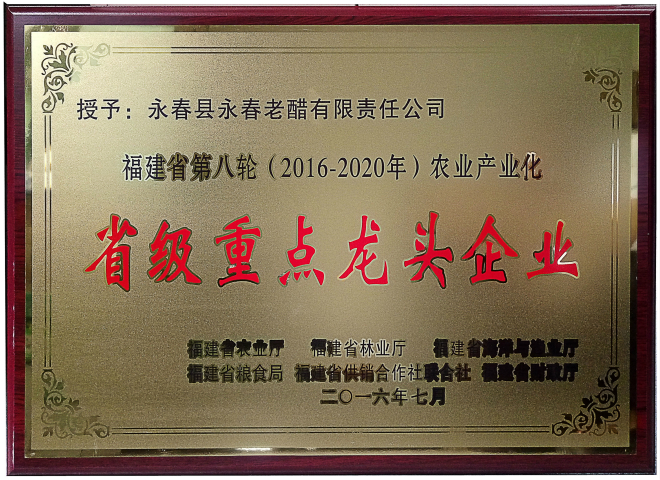 授予：永春县永春老醋有限责任公司
福建省第八轮（2016-2020年）农业产业化
省级重点龙头企业
福建省农业厅 福建省林业厅 福建省海洋与渔业厅
福建省粮食局 福建省供销合作社联合社 福建省财政厅
二〇一六年七月